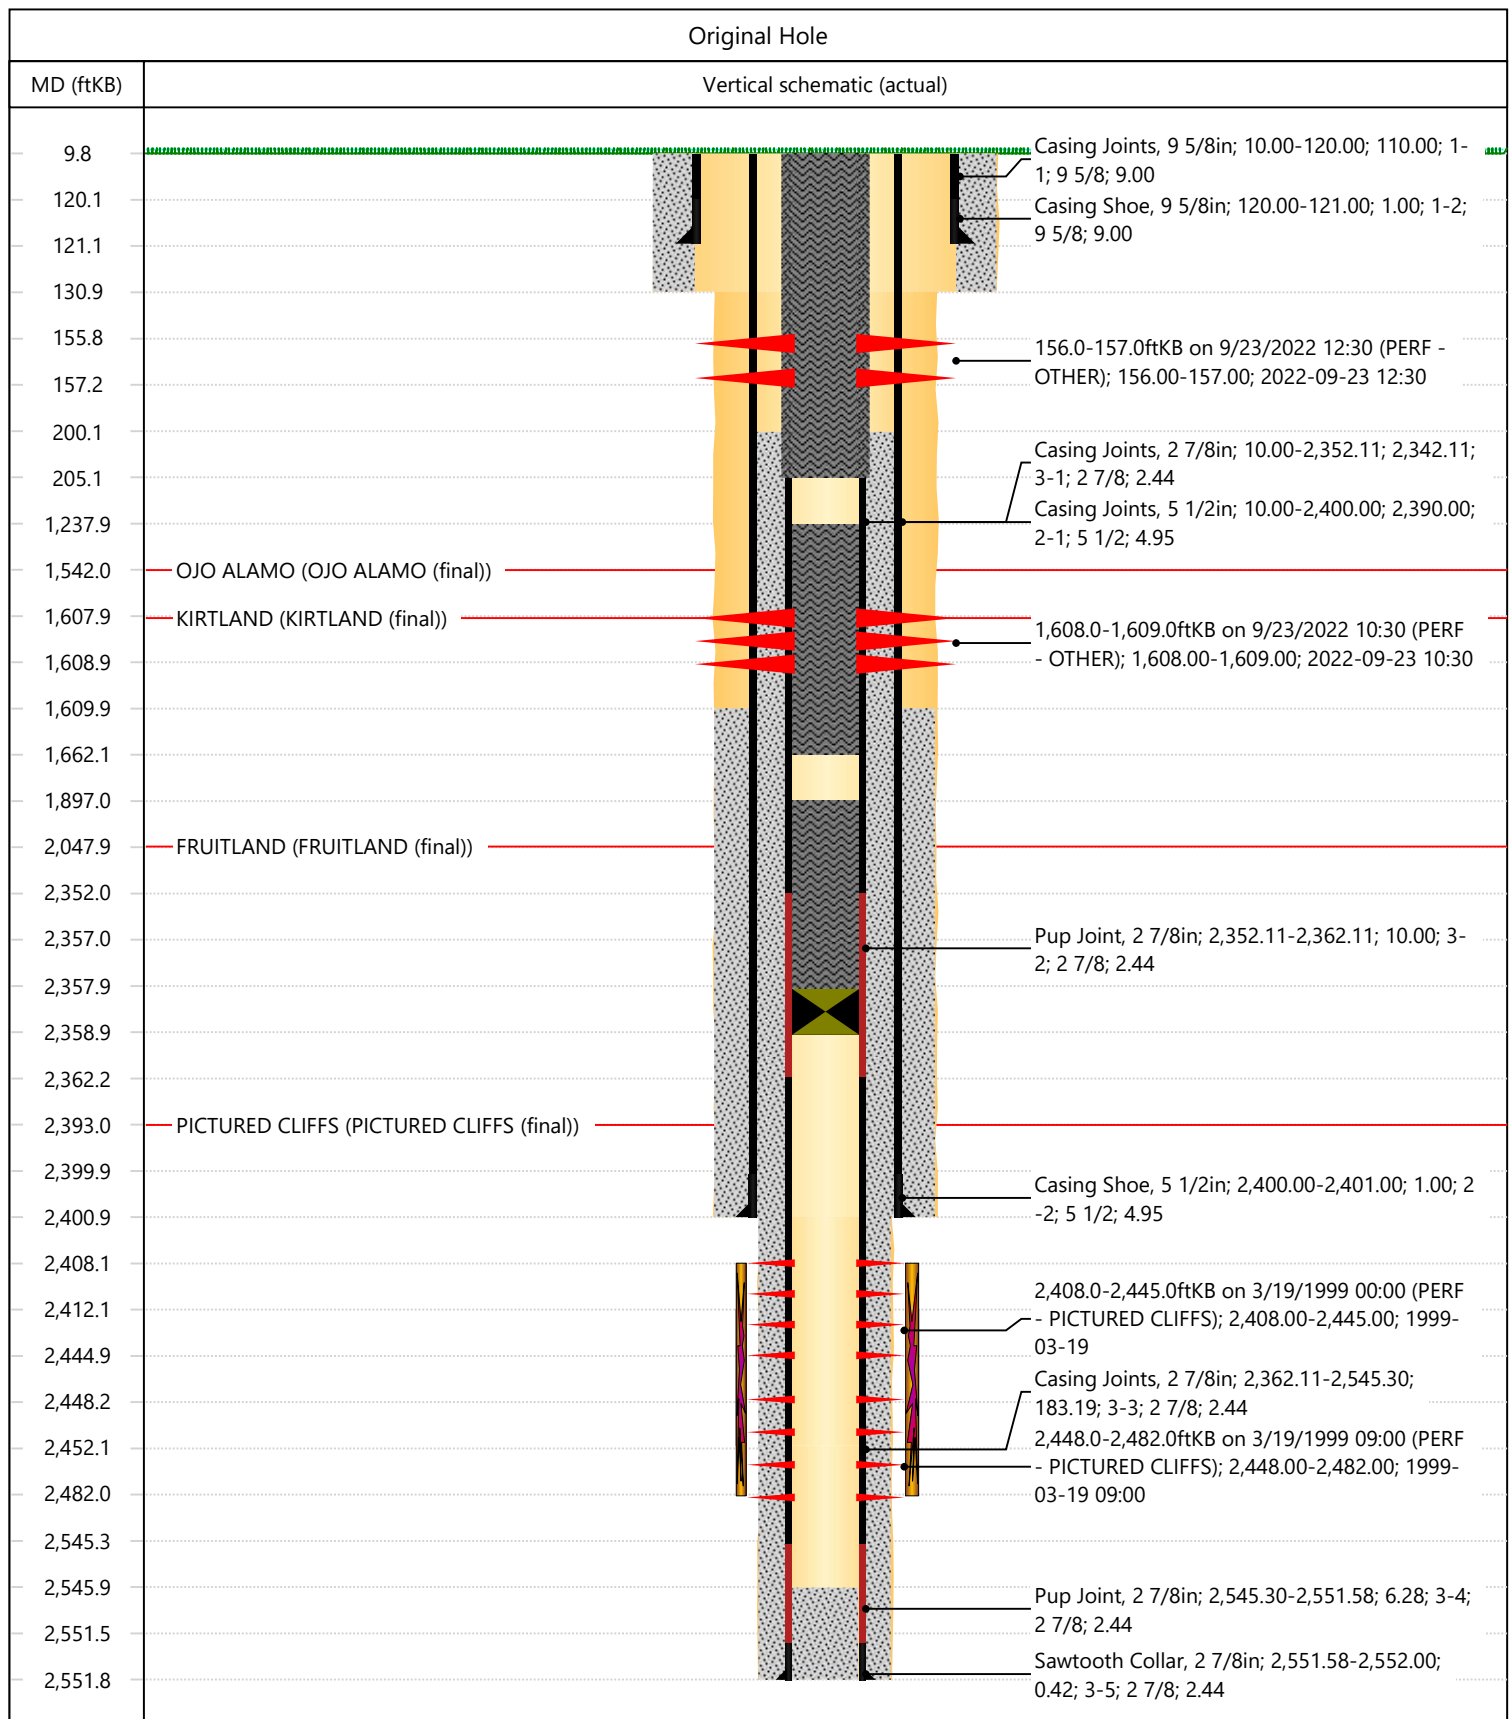 Original Hole
MD (ftKB)
Vertical schematic (actual)
9.8
120.1
121.1
130.9
155.8
157.2
200.1
205.1
1,237.9
1,542.0
1,607.9
1,608.9
1,609.9
1,662.1
1,897.0
2,047.9
2,352.0
2,357.0
2,357.9
2,358.9
2,362.2
2,393.0
2,399.9
2,400.9
2,408.1
2,412.1
2,444.9
2,448.2
2,452.1
2,482.0
2,545.3
2,545.9
2,551.5
2,551.8
OJO ALAMO (OJO ALAMO (final))
KIRTLAND (KIRTLAND (final))
FRUITLAND (FRUITLAND (final))
PICTURED CLIFFS (PICTURED CLIFFS (final))
Casing Joints, 9 5/8in; 10.00-120.00; 110.00; 1-
1; 9 5/8; 9.00
Casing Shoe, 9 5/8in; 120.00-121.00; 1.00; 1-2;
9 5/8; 9.00
156.0-157.0ftKB on 9/23/2022 12:30 (PERF -
OTHER); 156.00-157.00; 2022-09-23 12:30
Casing Joints, 2 7/8in; 10.00-2,352.11; 2,342.11;
3-1; 2 7/8; 2.44
Casing Joints, 5 1/2in; 10.00-2,400.00; 2,390.00;
2-1; 5 1/2; 4.95
1,608.0-1,609.0ftKB on 9/23/2022 10:30 (PERF
- OTHER); 1,608.00-1,609.00; 2022-09-23 10:30
Pup Joint, 2 7/8in; 2,352.11-2,362.11; 10.00; 3-
2; 2 7/8; 2.44
Casing Shoe, 5 1/2in; 2,400.00-2,401.00; 1.00; 2
-2; 5 1/2; 4.95
2,408.0-2,445.0ftKB on 3/19/1999 00:00 (PERF
- PICTURED CLIFFS); 2,408.00-2,445.00; 1999-
03-19
Casing Joints, 2 7/8in; 2,362.11-2,545.30;
183.19; 3-3; 2 7/8; 2.44
2,448.0-2,482.0ftKB on 3/19/1999 09:00 (PERF
- PICTURED CLIFFS); 2,448.00-2,482.00; 1999-
03-19 09:00
Pup Joint, 2 7/8in; 2,545.30-2,551.58; 6.28; 3-4;
2 7/8; 2.44
Sawtooth Collar, 2 7/8in; 2,551.58-2,552.00;
0.42; 3-5; 2 7/8; 2.44